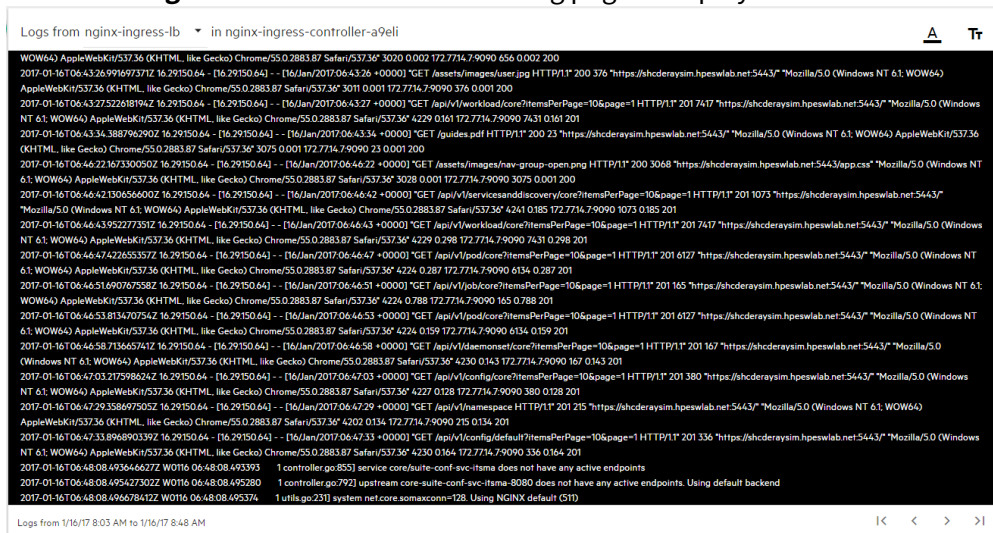 Logs from nginx-ingress-lb in nginx-ingress-controller-a9eli A Tт
WOW64) AppleWebKit/537.36 (KHTML, like Gecko) Chrome/55.0.2883.87 Safari/537.36" 3020 0.002 172.77.14.7:9090 656 0.002 200
2017-01-16T06:43:26.991697371Z 16.29.150.64 - [16.29.150.64] - - [16/Jan/2017:06:43:26 +0000] "GET /assets/images/user.jpg HTTP/1.1" 200 376 "https://shcderaysim.hpeswlab.net:5443/" "Mozilla/5.0 (Windows NT 6.1; WOW64)
AppleWebKit/537.36 (KHTML, like Gecko) Chrome/55.0.2883.87 Safari/537.36" 3011 0.001 172.77.14.7:9090 376 0.001 200
2017-01-16T06:43:27.522618194Z 16.29.150.64 - [16.29.150.64] - - [16/Jan/2017:06:43:27 +0000] "GET /api/v1/workload/core?itemsPerPage=10&page=1 HTTP/1.1" 201 7417 "https://shcderaysim.hpeswlab.net:5443/" "Mozilla/5.0 (Windows
NT 6.1; WOW64) AppleWebKit/537.36 (KHTML, like Gecko) Chrome/55.0.2883.87 Safari/537.36" 4229 0.161 172.77.14.7:9090 7431 0.161 201
2017-01-16T06:43:34.388796290Z 16.29.150.64 - [16.29.150.64] - - [16/Jan/2017:06:43:34 +0000] "GET /guides.pdf HTTP/1.1" 200 23 "https://shcderaysim.hpeswlab.net:5443/" "Mozilla/5.0 (Windows NT 6.1; WOW64) AppleWebKit/537.36
(KHTML, like Gecko) Chrome/55.0.2883.87 Safari/537.36" 3075 0.001 172.77.14.7:9090 23 0.001 200
2017-01-16T06:46:22.167330050Z 16.29.150.64 - [16.29.150.64] - - [16/Jan/2017:06:46:22 +0000] "GET /assets/images/nav-group-open.png HTTP/1.1" 200 3068 "https://shcderaysim.hpeswlab.net:5443/app.css" "Mozilla/5.0 (Windows NT
6.1; WOW64) AppleWebKit/537.36 (KHTML, like Gecko) Chrome/55.0.2883.87 Safari/537.36" 3028 0.001 172.77.14.7:9090 3075 0.001 200
2017-01-16T06:46:42.130656600Z 16.29.150.64 - [16.29.150.64] - - [16/Jan/2017:06:46:42 +0000] "GET /api/v1/servicesanddiscovery/core?itemsPerPage=10&page=1 HTTP/1.1" 201 1073 "https://shcderaysim.hpeswlab.net:5443/"
"Mozilla/5.0 (Windows NT 6.1; WOW64) AppleWebKit/537.36 (KHTML, like Gecko) Chrome/55.0.2883.87 Safari/537.36" 4241 0.185 172.77.14.7:9090 1073 0.185 201
2017-01-16T06:46:43.952277351Z 16.29.150.64 - [16.29.150.64] - - [16/Jan/2017:06:46:43 +0000] "GET /api/v1/workload/core?itemsPerPage=10&page=1 HTTP/1.1" 201 7417 "https://shcderaysim.hpeswlab.net:5443/" "Mozilla/5.0 (Windows
NT 6.1; WOW64) AppleWebKit/537.36 (KHTML, like Gecko) Chrome/55.0.2883.87 Safari/537.36" 4229 0.298 172.77.14.7:9090 7431 0.298 201
2017-01-16T06:46:47.422655357Z 16.29.150.64 - [16.29.150.64] - - [16/Jan/2017:06:46:47 +0000] "GET /api/v1/pod/core?itemsPerPage=10&page=1 HTTP/1.1" 201 6127 "https://shcderaysim.hpeswlab.net:5443/" "Mozilla/5.0 (Windows NT
6.1; WOW64) AppleWebKit/537.36 (KHTML, like Gecko) Chrome/55.0.2883.87 Safari/537.36" 4224 0.287 172.77.14.7:9090 6134 0.287 201
2017-01-16T06:46:51.690767558Z 16.29.150.64 - [16.29.150.64] - - [16/Jan/2017:06:46:51 +0000] "GET /api/v1/job/core?itemsPerPage=10&page=1 HTTP/1.1" 201 165 "https://shcderaysim.hpeswlab.net:5443/" "Mozilla/5.0 (Windows NT 6.1;
WOW64) AppleWebKit/537.36 (KHTML, like Gecko) Chrome/55.0.2883.87 Safari/537.36" 4224 0.788 172.77.14.7:9090 165 0.788 201
2017-01-16T06:46:53.813470754Z 16.29.150.64 - [16.29.150.64] - - [16/Jan/2017:06:46:53 +0000] "GET /api/v1/pod/core?itemsPerPage=10&page=1 HTTP/1.1" 201 6127 "https://shcderaysim.hpeswlab.net:5443/" "Mozilla/5.0 (Windows NT
6.1; WOW64) AppleWebKit/537.36 (KHTML, like Gecko) Chrome/55.0.2883.87 Safari/537.36" 4224 0.159 172.77.14.7:9090 6134 0.159 201
2017-01-16T06:46:58.713665741Z 16.29.150.64 - [16.29.150.64] - - [16/Jan/2017:06:46:58 +0000] "GET /api/v1/daemonset/core?itemsPerPage=10&page=1 HTTP/1.1" 201 167 "https://shcderaysim.hpeswlab.net:5443/" "Mozilla/5.0
(Windows NT 6.1; WOW64) AppleWebKit/537.36 (KHTML, like Gecko) Chrome/55.0.2883.87 Safari/537.36" 4230 0.143 172.77.14.7:9090 167 0.143 201
2017-01-16T06:47:03.217598624Z 16.29.150.64 - [16.29.150.64] - - [16/Jan/2017:06:47:03 +0000] "GET /api/v1/config/core?itemsPerPage=10&page=1 HTTP/1.1" 201 380 "https://shcderaysim.hpeswlab.net:5443/" "Mozilla/5.0 (Windows
NT 6.1; WOW64) AppleWebKit/537.36 (KHTML, like Gecko) Chrome/55.0.2883.87 Safari/537.36" 4227 0.128 172.77.14.7:9090 380 0.128 201
2017-01-16T06:47:29.358697505Z 16.29.150.64 - [16.29.150.64] - - [16/Jan/2017:06:47:29 +0000] "GET /api/v1/namespace HTTP/1.1" 201 215 "https://shcderaysim.hpeswlab.net:5443/" "Mozilla/5.0 (Windows NT 6.1; WOW64)
AppleWebKit/537.36 (KHTML, like Gecko) Chrome/55.0.2883.87 Safari/537.36" 4202 0.134 172.77.14.7:9090 215 0.134 201
2017-01-16T06:47:33.896890339Z 16.29.150.64 - [16.29.150.64] - - [16/Jan/2017:06:47:33 +0000] "GET /api/v1/config/default?itemsPerPage=10&page=1 HTTP/1.1" 201 336 "https://shcderaysim.hpeswlab.net:5443/" "Mozilla/5.0 (Windows
NT 6.1; WOW64) AppleWebKit/537.36 (KHTML, like Gecko) Chrome/55.0.2883.87 Safari/537.36" 4230 0.164 172.77.14.7:9090 336 0.164 201
2017-01-16T06:48:08.493646627Z W0116 06:48:08.493393 1 controller.go:855] service core/suite-conf-svc-itsma does not have any active endpoints
2017-01-16T06:48:08.495427302Z W0116 06:48:08.495280 1 controller.go:792] upstream core-suite-conf-svc-itsma-8080 does not have any active endpoints. Using default backend
2017-01-16T06:48:08.496678412Z W0116 06:48:08.495374 1 utils.go:231] system net.core.somaxconn=128. Using NGINX default (511)
Logs from 1/16/17 8:03 AM to 1/16/17 8:48 AM